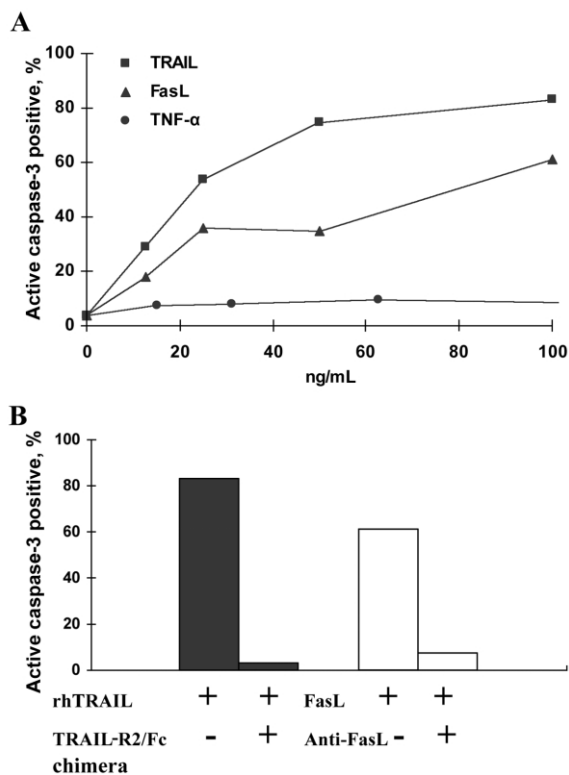 A
Active caspase-3 positive, %
100
80
60
40
20
0
TRAIL
FasL
TNF-α
0 20 40 60 80 100
ng/mL
B
Active caspase-3 positive, %
100
80
60
40
20
0
rhTRAIL + + FasL + +
TRAIL-R2/Fc - + Anti-FasL - +
chimera